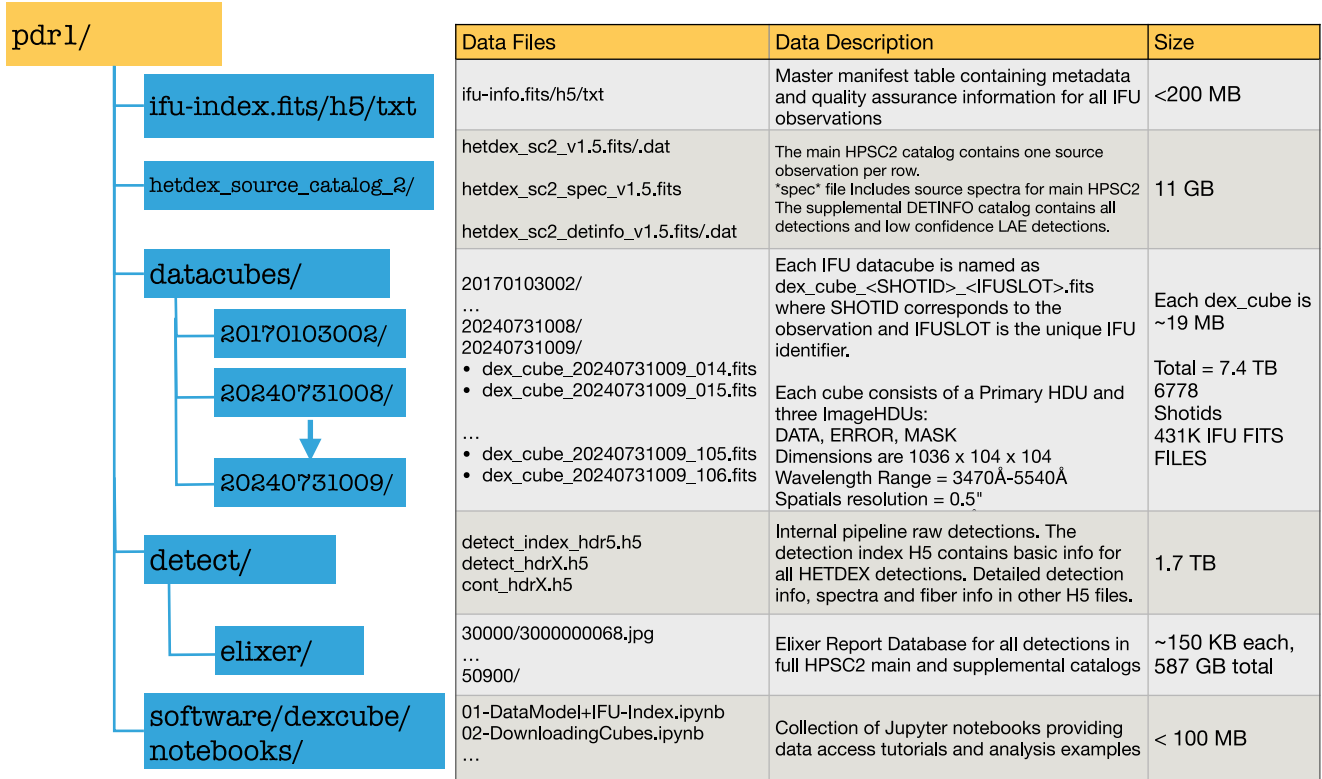 pdr1/
ifu-index.fits/h5/txt
hetdex_source_catalog_2/
datacubes/
20170103002/
20240731008/
20240731009/
detect/
elixer/
software/dexcube/
notebooks/
Data Files
Data Description
Size
ifu-info.fits/h5/txt
Master manifest table containing metadata
and quality assurance information for all IFU
observations
<200 MB
hetdex_sc2_v1.5.fits/.dat
hetdex_sc2_spec_v1.5.fits
hetdex_sc2_detinfo_v1.5.fits/.dat
The main HPSC2 catalog contains one source
observation per row.
*spec* file Includes source spectra for main HPSC2
The supplemental DETINFO catalog contains all
detections and low confidence LAE detections.
11 GB
20170103002/
...
20240731008/
20240731009/
• dex_cube_20240731009_014.fits
• dex_cube_20240731009_015.fits
...
• dex_cube_20240731009_105.fits
• dex_cube_20240731009_106.fits
Each IFU datacube is named as
dex_cube_<SHOTID>_<IFUSLOT>.fits
where SHOTID corresponds to the
observation and IFUSLOT is the unique IFU
identifier.
Each cube consists of a Primary HDU and
three ImageHDUs:
DATA, ERROR, MASK
Dimensions are 1036 x 104 x 104
Wavelength Range = 3470Å-5540Å
Spatials resolution = 0.5"
Each dex_cube is
~19 MB
Total = 7.4 TB
6778
Shotids
431K IFU FITS
FILES
detect_index_hdr5.h5
detect_hdrX.h5
cont_hdrX.h5
Internal pipeline raw detections. The
detection index H5 contains basic info for
all HETDEX detections. Detailed detection
info, spectra and fiber info in other H5 files.
1.7 TB
30000/3000000068.jpg
...
50900/
Elixer Report Database for all detections in
full HPSC2 main and supplemental catalogs
~150 KB each,
587 GB total
01-DataModel+IFU-Index.ipynb
02-DownloadingCubes.ipynb
...
Collection of Jupyter notebooks providing
data access tutorials and analysis examples
< 100 MB